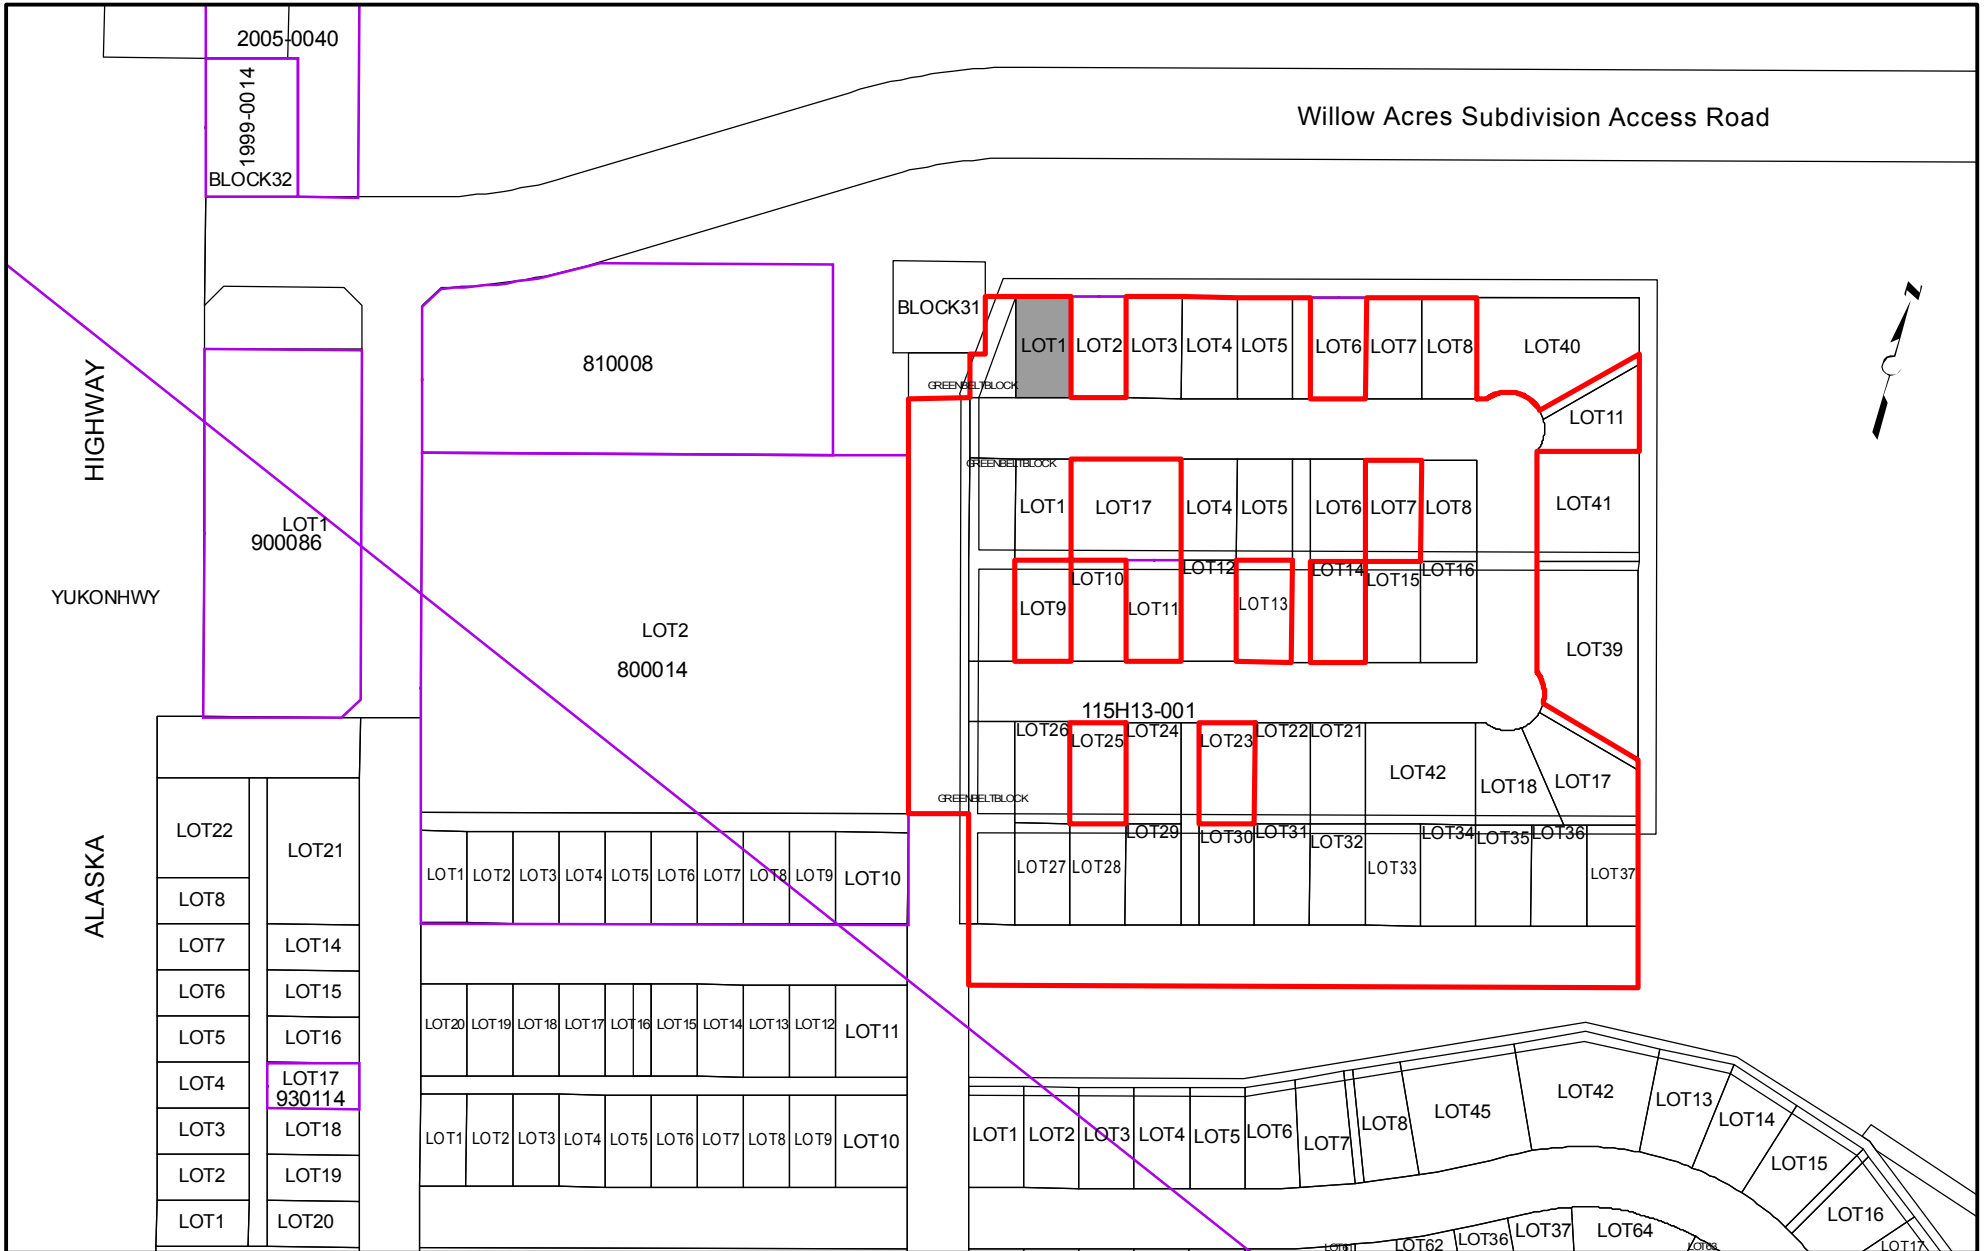 2005-0040
1999-0014
BLOCK32
Willow Acres Subdivision Access Road
BLOCK31
810008
HIGHWAY
LOT1
LOT2
LOT3
LOT4
LOT5
LOT6
LOT7
LOT8
LOT40
GREENBELTBLOCK
LOT11
GREENBELTBLOCK
LOT1
LOT17
LOT4
LOT5
LOT6
LOT7
LOT8
LOT41
LOT1
900086
YUKONHWY
LOT2
800014
LOT9
LOT10
LOT11
LOT12
LOT13
LOT14
LOT15
LOT16
LOT39
115H13-001
LOT26
LOT25
LOT24
LOT23
LOT22
LOT21
LOT42
LOT18
LOT17
GREENBELTBLOCK
LOT27
LOT28
LOT29
LOT30
LOT31
LOT32
LOT33
LOT34
LOT35
LOT36
LOT37
ALASKA
LOT22
LOT21
LOT8
LOT7
LOT14
LOT6
LOT15
LOT5
LOT16
LOT4
LOT17
930114
LOT3
LOT18
LOT2
LOT19
LOT1
LOT20
LOT1
LOT2
LOT3
LOT4
LOT5
LOT6
LOT7
LOT8
LOT9
LOT10
LOT20
LOT19
LOT18
LOT17
LOT16
LOT15
LOT14
LOT13
LOT12
LOT11
LOT1
LOT2
LOT3
LOT4
LOT5
LOT6
LOT7
LOT8
LOT9
LOT10
LOT1
LOT2
LOT3
LOT4
LOT5
LOT6
LOT7
LOT8
LOT45
LOT42
LOT13
LOT14
LOT15
LOT16
LOT17
LOT62
LOT36
LOT37
LOT64